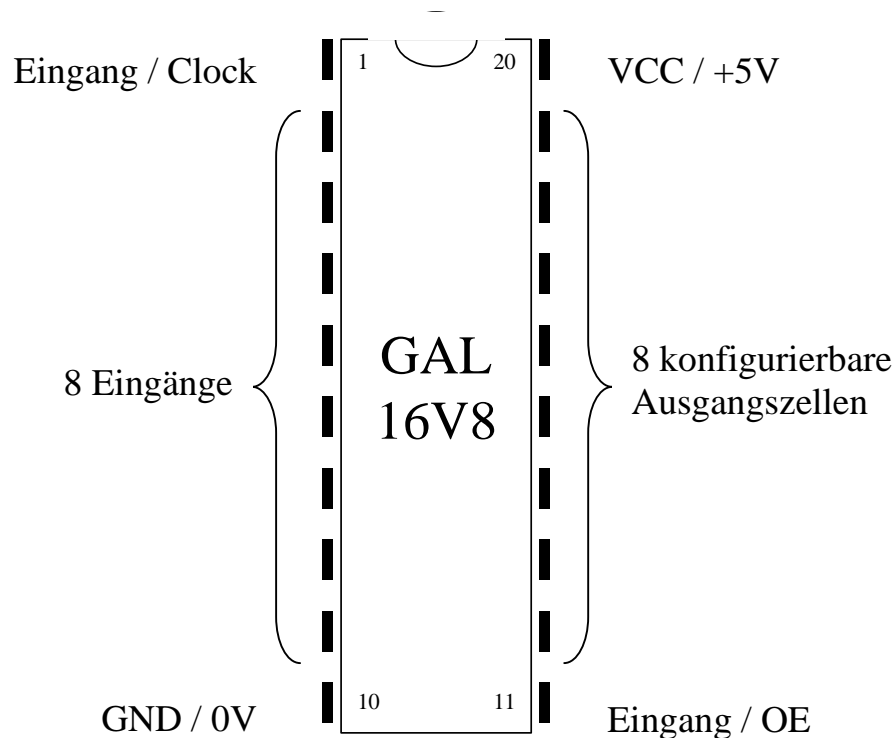 Eingang / Clock
1
20
VCC / +5V
8 Eingänge
GAL
16V8
8 konfigurierbare
Ausgangszellen
GND / 0V
10
11
Eingang / OE